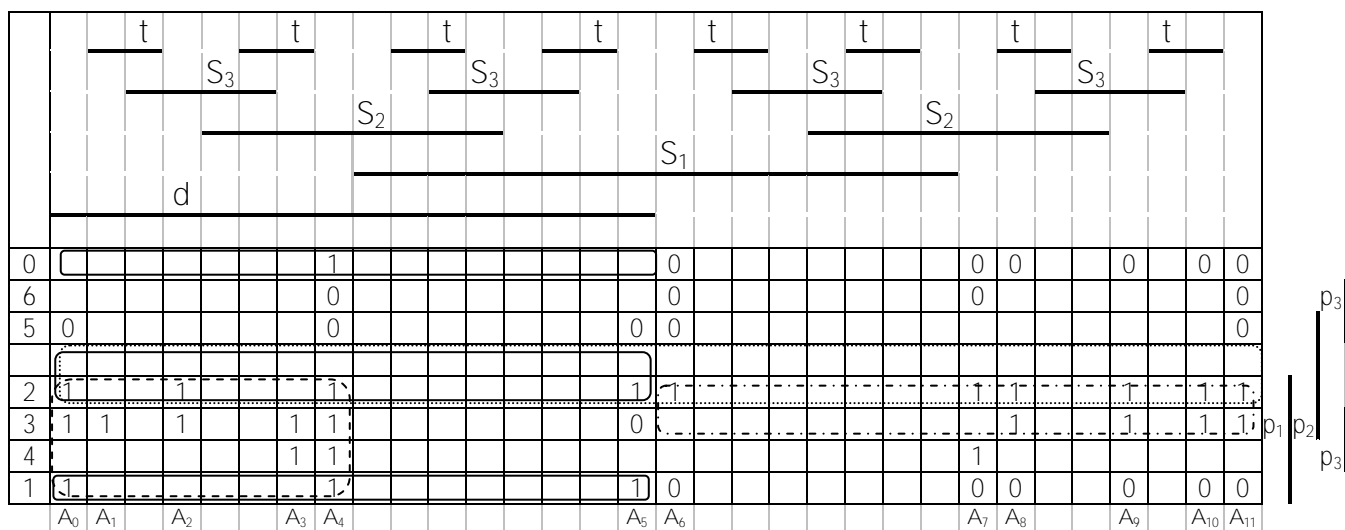 t t t t t t t t
S₃ S₃ S₃ S₃
S₂ S₂
S₁
d
0 1 0 0 0 0 0 0
6 0 0 0 0 p₃
5 0 0 0 0 0
2 1 1 1 1 1 1 1 1 1 1
3 1 1 1 1 1 0 1 1 1 1 p₁ p₂
4 1 1 1 p₃
1 1 1 1 0 0 0 0 0 0
A₀ A₁ A₂ A₃ A₄ A₅ A₆ A₇ A₈ A₉ A₁₀ A₁₁